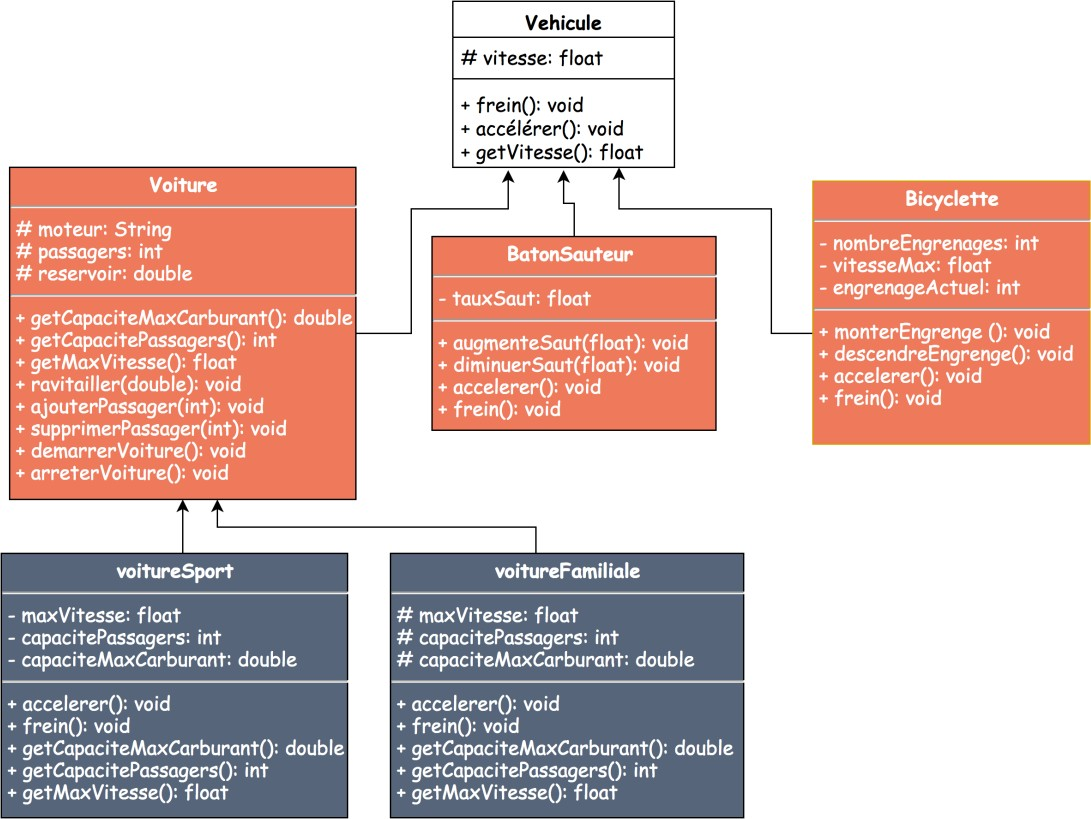 Vehicule
# vitesse: float
+ frein(): void
+ accélérer(): void
+ getVitesse(): float
Voiture
# moteur: String
# passagers: int
# reservoir: double
+ getCapaciteMaxCarburant(): double
+ getCapacitePassagers(): int
+ getMaxVitesse(): float
+ ravitailler(double): void
+ ajouterPassager(int): void
+ supprimerPassager(int): void
+ demarrerVoiture(): void
+ arreterVoiture(): void
BatonSauteur
- tauxSaut: float
+ augmenteSaut(float): void
+ diminuerSaut(float): void
+ accelerer(): void
+ frein(): void
Bicyclette
- nombreEngrenages: int
- vitesseMax: float
- engrenageActuel: int
+ monterEngrenge (): void
+ descendreEngrenge(): void
+ accelerer(): void
+ frein(): void
voitureSport
- maxVitesse: float
- capacitePassagers: int
- capaciteMaxCarburant: double
+ accelerer(): void
+ frein(): void
+ getCapaciteMaxCarburant(): double
+ getCapacitePassagers(): int
+ getMaxVitesse(): float
voitureFamiliale
# maxVitesse: float
# capacitePassagers: int
# capaciteMaxCarburant: double
+ accelerer(): void
+ frein(): void
+ getCapaciteMaxCarburant(): double
+ getCapacitePassagers(): int
+ getMaxVitesse(): float